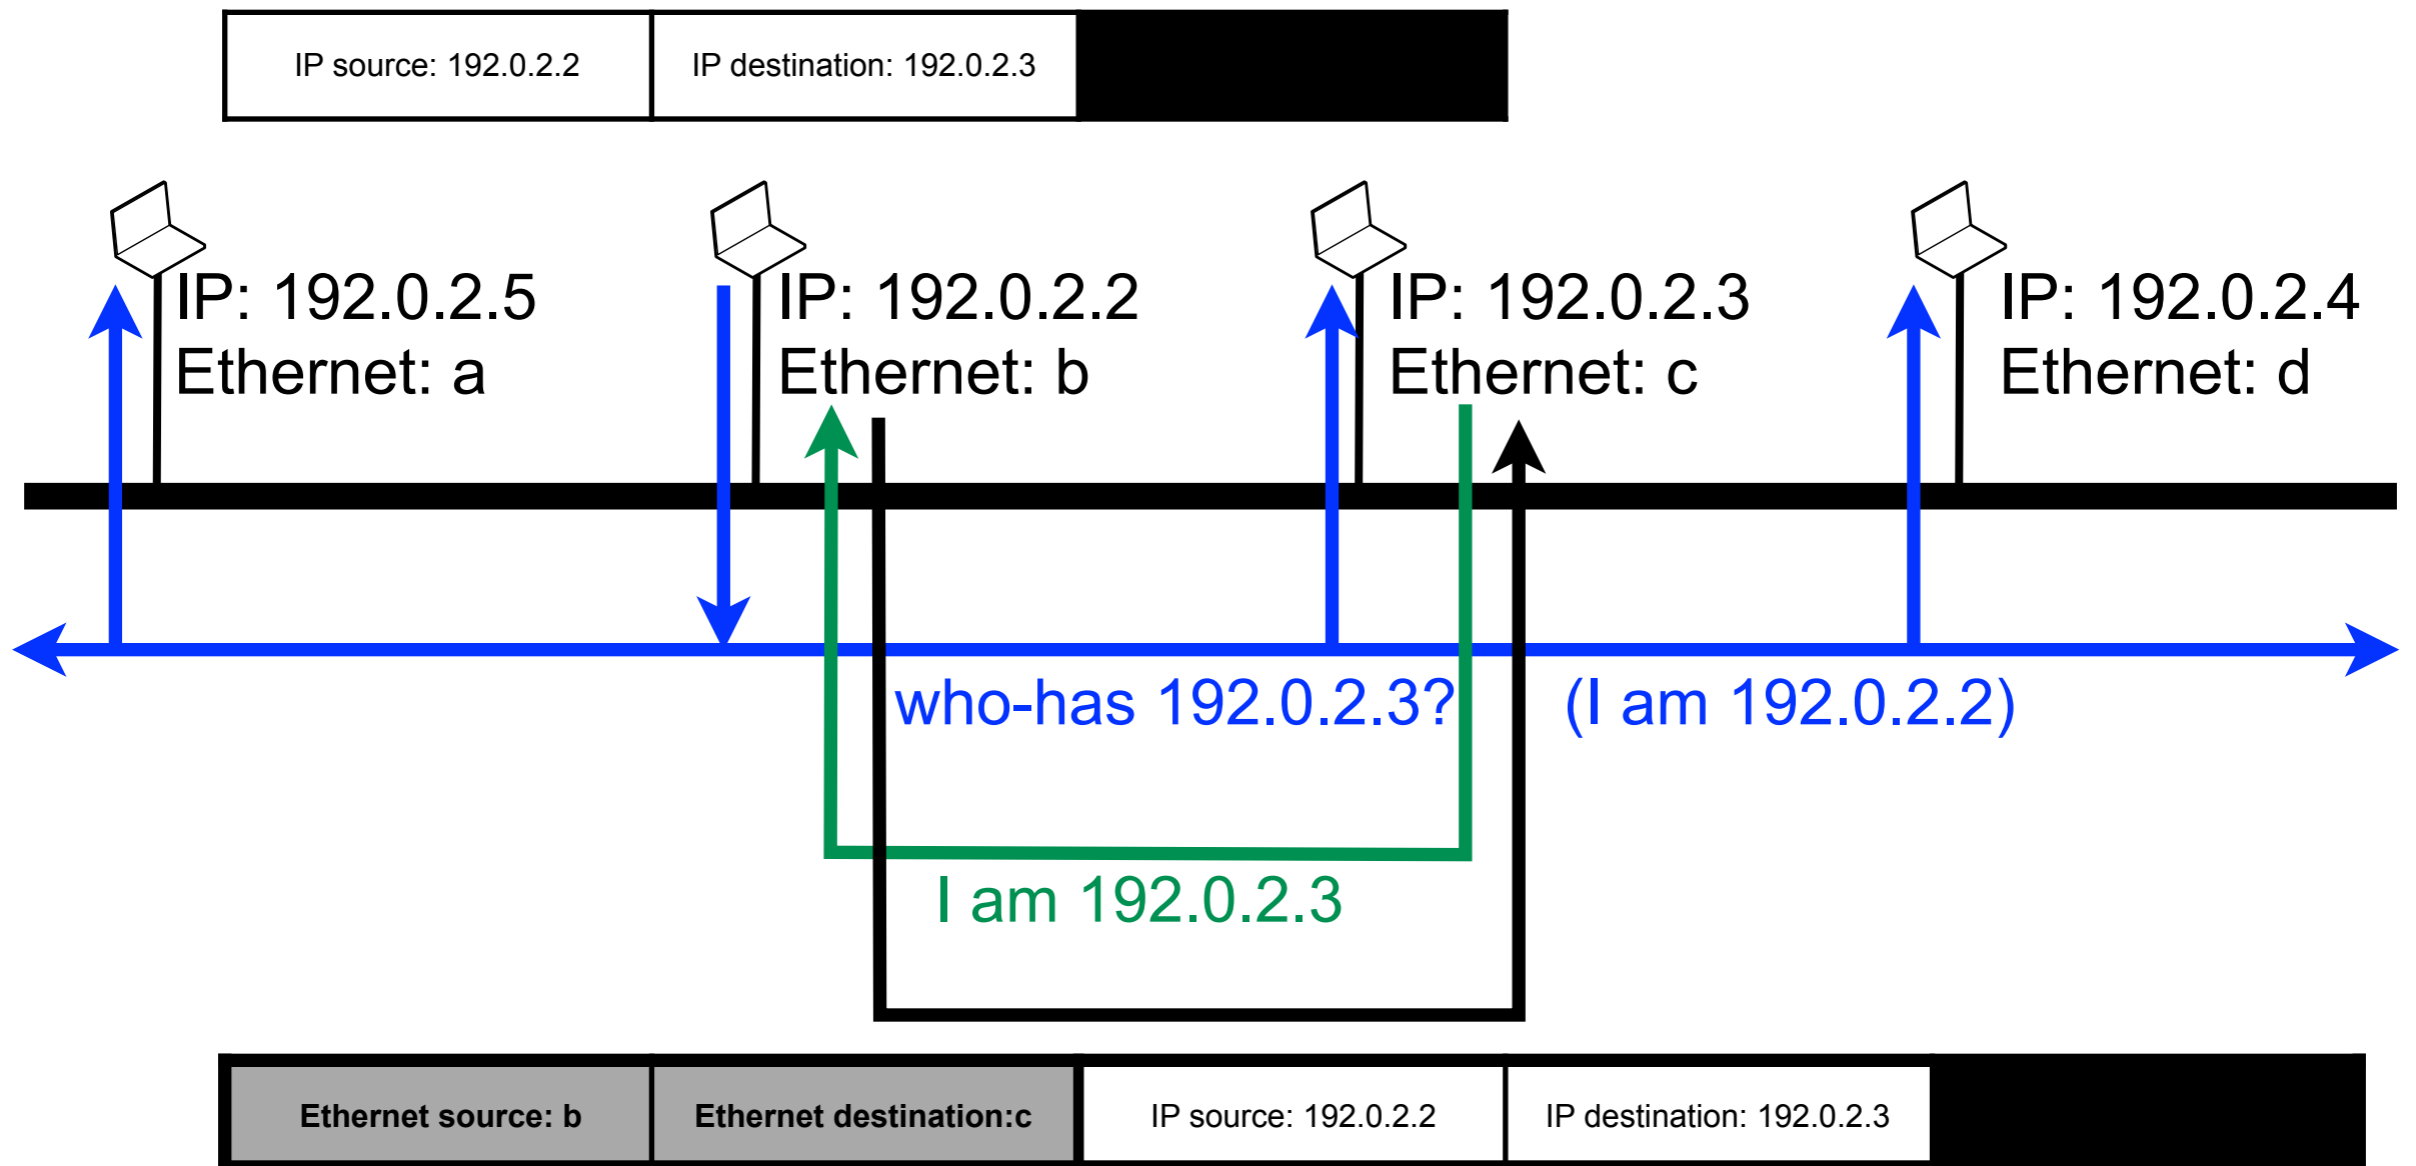 IP source: 192.0.2.2
IP destination: 192.0.2.3
IP: 192.0.2.5
Ethernet: a
IP: 192.0.2.2
Ethernet: b
IP: 192.0.2.3
Ethernet: c
IP: 192.0.2.4
Ethernet: d
who-has 192.0.2.3?
(I am 192.0.2.2)
I am 192.0.2.3
Ethernet source: b
Ethernet destination:c
IP source: 192.0.2.2
IP destination: 192.0.2.3